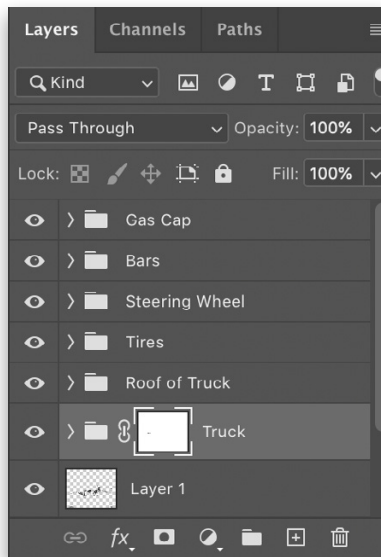 Layers Channels Paths
Kind
Pass Through Opacity: 100%
Lock: Fill: 100%
Gas Cap
Bars
Steering Wheel
Tires
Roof of Truck
Truck
Layer 1
fx